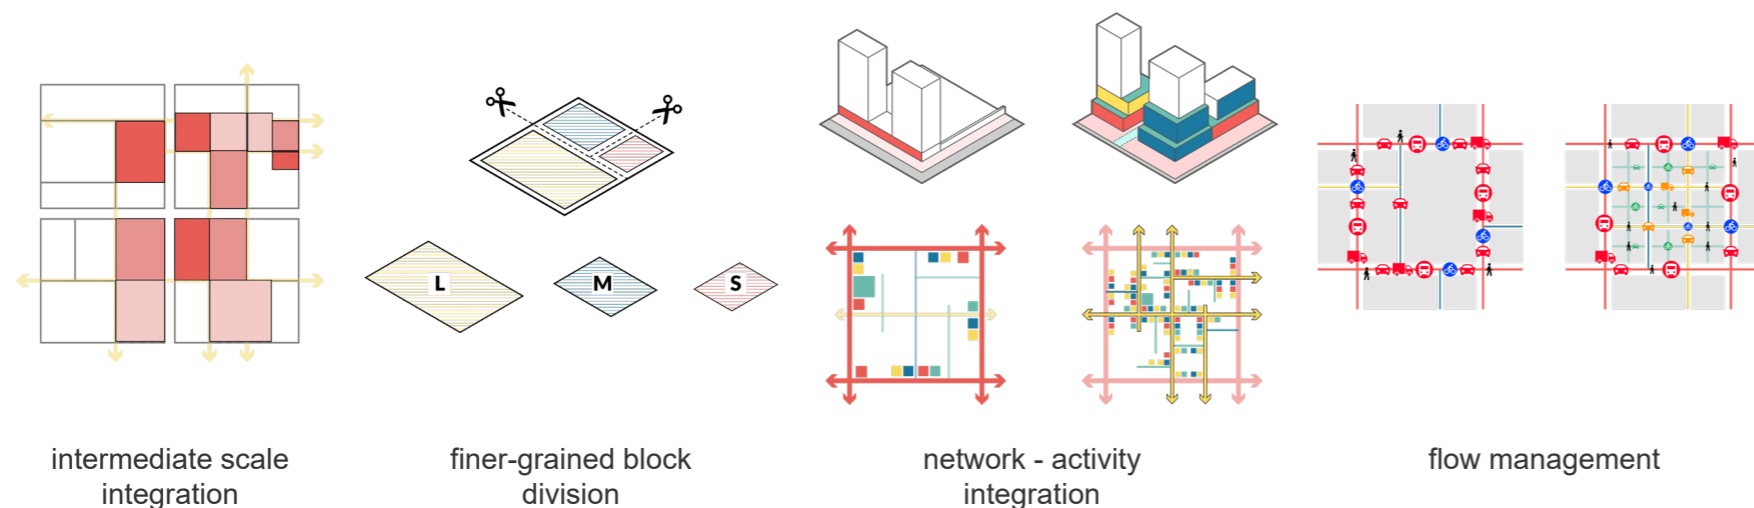 L
M
S
intermediate scale
integration
finer-grained block
division
network - activity
integration
flow management